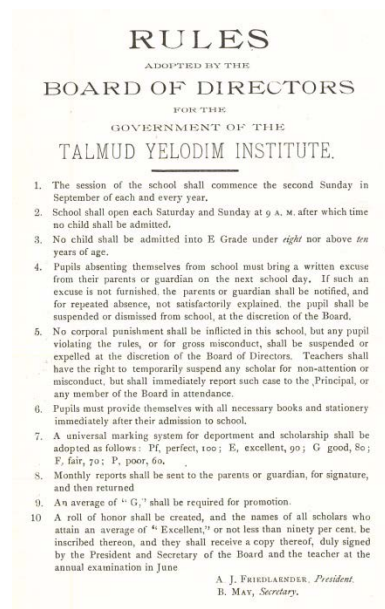 RULES
ADOPTED BY THE
BOARD OF DIRECTORS
FOR THE
GOVERNMENT OF THE
TALMUD YELODIM INSTITUTE.
1. The session of the school shall commence the second Sunday in
September of each and every year.
2. School shall open each Saturday and Sunday at 9 A. M. after which time
no child shall be admitted.
3. No child shall be admitted into E Grade under eight nor above ten
years of age.
4. Pupils absenting themselves from school must bring a written excuse
from their parents or guardian on the next school day. If such an
excuse is not furnished, the parents or guardian shall be notified, and
for repeated absence, not satisfactorily explained, the pupil shall be
suspended or dismissed from school, at the discretion of the Board.
5. No corporal punishment shall be inflicted in this school, but any pupil
violating the rules, or for gross misconduct, shall be suspended or
expelled at the discretion of the Board of Directors. Teachers shall
have the right to temporarily suspend any scholar for non-attention or
misconduct, but shall immediately report such case to the Principal, or
any member of the Board in attendance.
6. Pupils must provide themselves with all necessary books and stationery
immediately after their admission to school.
7. A universal marking system for deportment and scholarship shall be
adopted as follows: Pf, perfect, 100; E, excellent, 90; G good, 80;
F, fair, 70; P, poor, 60.
8. Monthly reports shall be sent to the parents or guardian, for signature,
and then returned
9. An average of "G," shall be required for promotion.
10 A roll of honor shall be created, and the names of all scholars who
attain an average of "Excellent," or not less than ninety per cent. be
inscribed thereon, and they shall receive a copy thereof, duly signed
by the President and Secretary of the Board and the teacher at the
annual examination in June
A. J. FRIEDLAENDER, President.
B. MAY, Secretary.